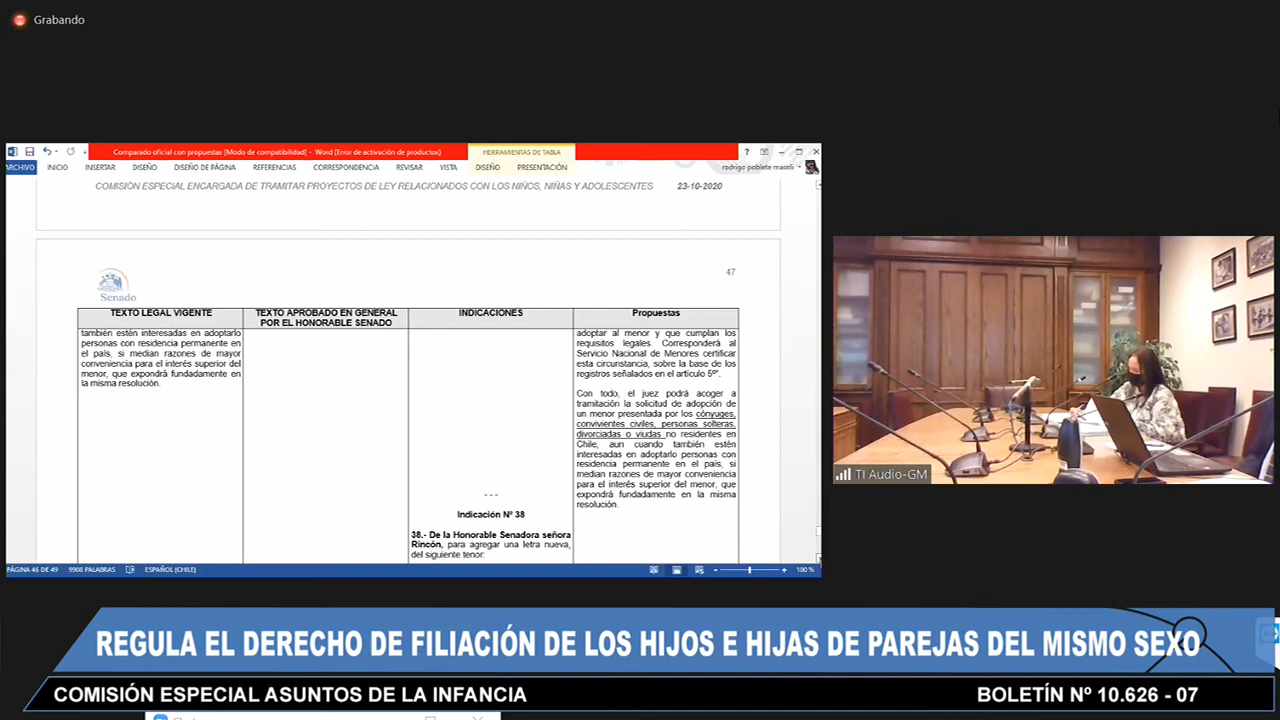 Grabando
Comparado oficial con propuestas [Modo de compatibilidad] - Word (Error de activación de productos)
HERRAMIENTAS DE TABLA
?
ARCHIVO INICIO INSERTAR DISEÑO DISEÑO DE PÁGINA REFERENCIAS CORRESPONDENCIA REVISAR VISTA DISEÑO PRESENTACIÓN
rodrigo poblete masoli
COMISIÓN ESPECIAL ENCARGADA DE TRAMITAR PROYECTOS DE LEY RELACIONADOS CON LOS NIÑOS, NIÑAS Y ADOLESCENTES 23-10-2020
47
Senado
TEXTO LEGAL VIGENTE
también estén interesadas en adoptarlo
personas con residencia permanente en
el país, si median razones de mayor
conveniencia para el interés superior del
menor, que expondrá fundadamente en
la misma resolución.
TEXTO APROBADO EN GENERAL
POR EL HONORABLE SENADO
INDICACIONES
- - -
Indicación Nº 38
38.- De la Honorable Senadora señora
Rincón, para agregar una letra nueva,
del siguiente tenor:
Propuestas
adoptar al menor y que cumplan los
requisitos legales. Corresponderá al
Servicio Nacional de Menores certificar
esta circunstancia, sobre la base de los
registros señalados en el artículo 5º".
Con todo, el juez podrá acoger a
tramitación la solicitud de adopción de
un menor presentada por los cónyuges,
convivientes civiles, personas solteras,
divorciadas o viudas no residentes en
Chile, aun cuando también estén
interesadas en adoptarlo personas con
residencia permanente en el país, si
median razones de mayor conveniencia
para el interés superior del menor, que
expondrá fundadamente en la misma
resolución.
PÁGINA 46 DE 49 9908 PALABRAS ESPAÑOL (CHILE) 100 %
TI Audio-GM
REGULA EL DERECHO DE FILIACIÓN DE LOS HIJOS E HIJAS DE PAREJAS DEL MISMO SEXO
COMISIÓN ESPECIAL ASUNTOS DE LA INFANCIA
BOLETÍN Nº 10.626 - 07